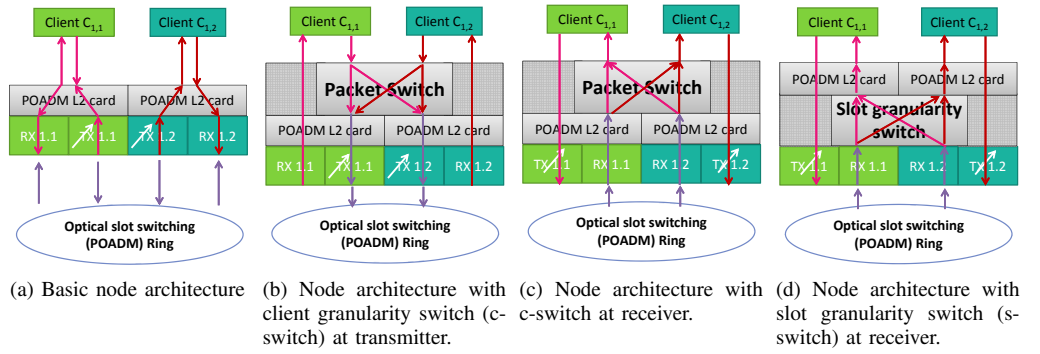 Client C1,1
Client C1,2
POADM L2 card
POADM L2 card
RX 1.1
TX 1.1
TX 1.2
RX 1.2
Optical slot switching
(POADM) Ring
(a) Basic node architecture
Client C1,1
Client C1,2
Packet Switch
POADM L2 card
POADM L2 card
RX 1.1
TX 1.1
TX 1.2
RX 1.2
Optical slot switching
(POADM) Ring
(b) Node architecture with
client granularity switch (c-
switch) at transmitter.
Client C1,1
Client C1,2
Packet Switch
POADM L2 card
POADM L2 card
TX 1.1
RX 1.1
RX 1.2
TX 1.2
Optical slot switching
(POADM) Ring
(c) Node architecture with
c-switch at receiver.
Client C1,1
Client C1,2
POADM L2 card
POADM L2 card
Slot granularity
switch
TX 1.1
RX 1.1
RX 1.2
TX 1.2
Optical slot switching
(POADM) Ring
(d) Node architecture with
slot granularity switch (s-
switch) at receiver.